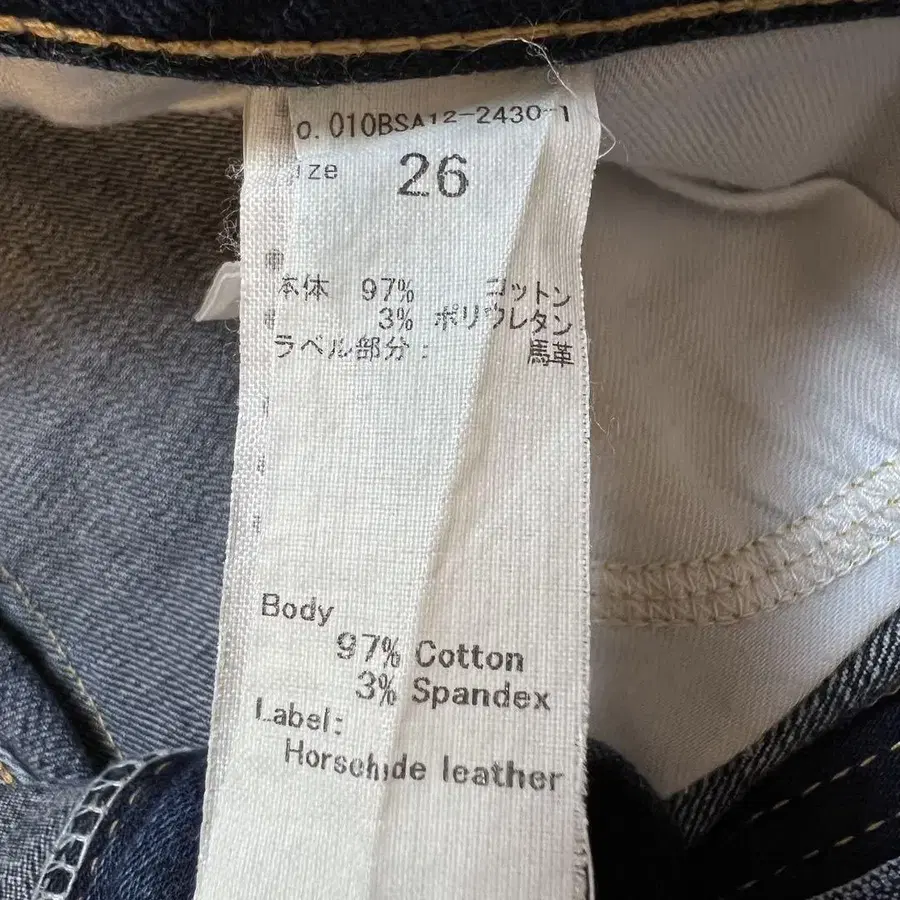 o. 010BSA12-2430-1
ize 26
本体 97% コットン
3% ポリウレタン
ラベル部分: 馬革
Body
97% Cotton
3% Spandex
Label:
Horsehide leather